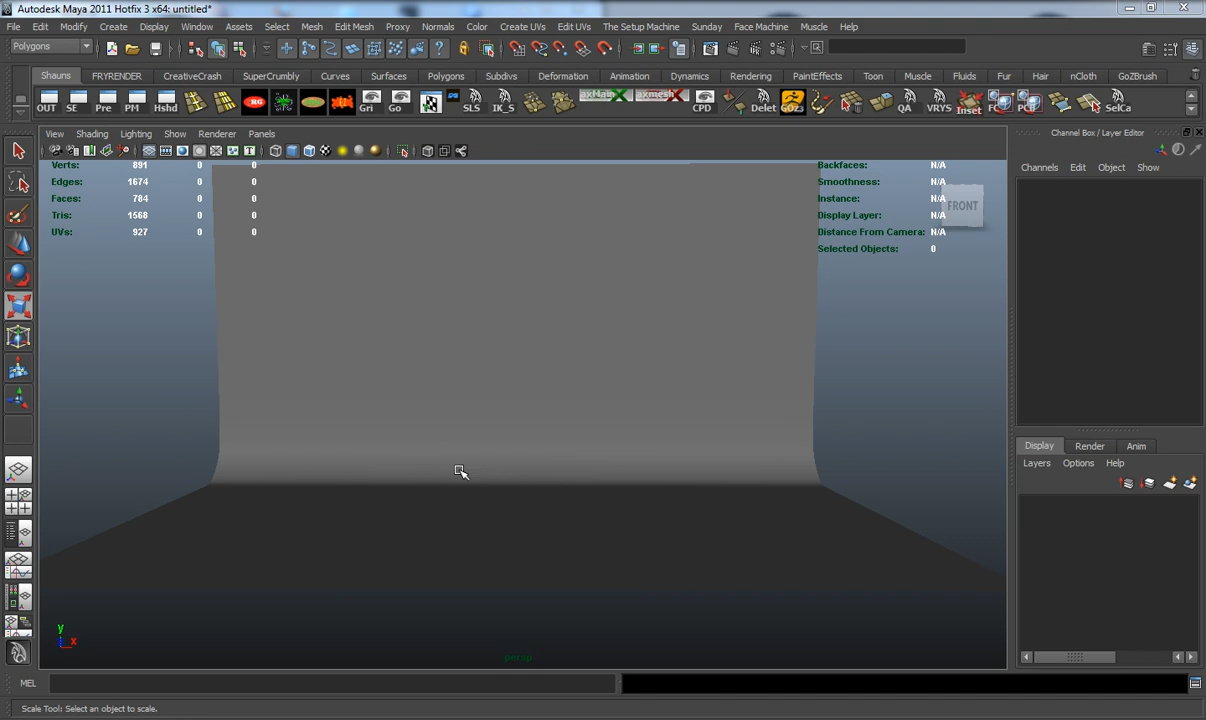 Autodesk Maya 2011 Hotfix 3 x64: untitled*
File Edit Modify Create Display Window Assets Select Mesh Edit Mesh Proxy Normals Color Create UVs Edit UVs The Setup Machine Sunday Face Machine Muscle Help
Polygons
Shauns FRYRENDER CreativeCrash SuperCrumbly Curves Surfaces Polygons Subdivs Deformation Animation Dynamics Rendering PaintEffects Toon Muscle Fluids Fur Hair nCloth GoZBrush
OUT SE Pre PM Hshd Gri Go SLS IK_S CPD Delet GOZ3 QA VRYS Inset SelCa
View Shading Lighting Show Renderer Panels
Channel Box / Layer Editor
Channels Edit Object Show
Verts: 891 0 0
Edges: 1674 0 0
Faces: 784 0 0
Tris: 1568 0 0
UVs: 927 0 0
Backfaces: N/A
Smoothness: N/A
Instance: N/A
Display Layer: N/A
Distance From Camera: N/A
Selected Objects: 0
FRONT
Display Render Anim
Layers Options Help
y
x
persp
MEL
Scale Tool: Select an object to scale.